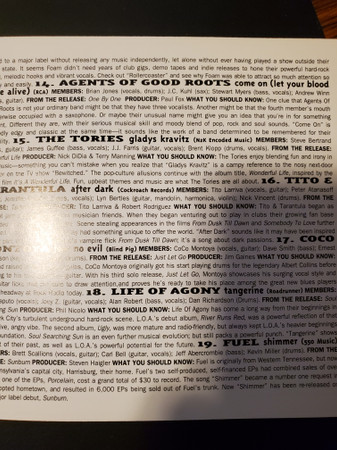 d to a major label without releasing any music independently, let alone without ever having played a show outside their
state. It seems Foam didn't need years of club gigs, demo tapes and indie releases to hone their powerful hard-rock
, melodic hooks and vibrant vocals. Check out "Rollercoaster" and see why Foam was able to attract so much attention so
y and easily. 14. AGENTS OF GOOD ROOTS come on (let your blood
e alive) (RCA) MEMBERS: Brian Jones (vocals, drums); J.C. Kuhl (sax); Stewart Myers (bass, vocals); Andrew Winn
s, guitar). FROM THE RELEASE: One By One PRODUCER: Paul Fox WHAT YOU SHOULD KNOW: One clue that Agents Of
Roots is not your ordinary band might be that they have three vocalists. Another might be that the fourth member's mouth
otherwise occupied with a saxophone. Or maybe their unusual name might give you an idea that you're in for something
nt. Different they are, with their serious musical skill and moody blend of pop, rock and soul sounds. "Come On" is
edgy and classic at the same time—it sounds like the work of a band determined to be remembered for their
15. THE TORIES gladys kravitz (N2K Encoded Music) MEMBERS: Steve Bertrand
guitar); James Guffee (bass, vocals); J.J. Farris (guitar, vocals); Brent Klopp (drums, vocals). FROM THE RELEASE:
Life PRODUCER: Nick DiDia & Terry Manning WHAT YOU SHOULD KNOW: The Tories enjoy blending fun and irony in
music—something you can't mistake when you realize that "Gladys Kravitz" is a campy reference to the nosy next-door
on the TV show "Bewitched." The pop-culture allusions continue with the album title, Wonderful Life, inspired by the
film It's A Wonderful Life. Fun, upbeat themes and music are what The Tories are all about. 16. TITO &
TARANTULA after dark (Cockroach Records) MEMBERS: Tito Larriva (vocals, guitar); Peter Atanasoff
vocals); Lyn Bertles (guitar, mandolin, harmonica, violin); Nick Vincent (drums). FROM THE
Tito Larriva & Robert Rodriguez WHAT YOU SHOULD KNOW: Tito & Tarantula began as
musician friends. When they began venturing out to play in clubs their growing fan base
scene stealing appearances in the films From Dusk Till Dawn and Somebody To Love further
had something unique to offer the world. "After Dark" sounds like it may have been inspired
vampire flick From Dusk Till Dawn; it's a song about dark passion. 17. COCO
no evil (Blind Pig) MEMBERS: CoCo Montoya (vocals, guitar); Dave Smith (bass); Ernest
(drums). FROM THE RELEASE: Just Let Go PRODUCER: Jim Gaines WHAT YOU SHOULD KNOW:
CoCo Montoya originally got his start playing drums for the legendary Albert Collins before
to guitar. With his third solo release, Just Let Go, Montoya showcases his surging vocal style and
to draw attention and proves he's ready to take his place among the great new blues players
today. 18. LIFE OF AGONY tangerine (Roadrunner) MEMBERS:
(vocals); Joey Z. (guitar, vocals); Alan Robert (bass, vocals); Dan Richardson (Drums). FROM THE RELEASE: Soul
Sun PRODUCER: Phil Nicolo WHAT YOU SHOULD KNOW: Life Of Agony has come a long way from their beginnings in
City's turbulent, underground hard-core scene. L.O.A.'s debut album, River Runs Red, was a powerful reflection of their
angry vibe. The second album, Ugly, was more mature and radio-friendly, but always kept L.O.A.'s heavier beginnings
foundation. Soul Searching Sun is an even further musical evolution; but still packs a powerful punch. "Tangerine" shows
of their past, as well as L.O.A.'s powerful potential for the future. 19. FUEL shimmer (550 Music)
Brett Scallions (vocals, guitar); Carl Bell (guitar, vocals); Jeff Abercrombie (bass); Kevin Miller (drums). FROM THE
Sunburn PRODUCER: Steven Haigler WHAT YOU SHOULD KNOW: Fuel is originally from Western Tennessee, but now
Pennsylvania's capital city, Harrisburg, their home. Fuel's two self-produced, self-financed EPs have combined sales of over
one of the EPs, Porcelain, cost a grand total of $30 to record. The song "Shimmer" became a number one request
adopted hometown, and resulted in 6,000 EPs being sold out of Fuel's trunk. Now "Shimmer" has been re-released
major label debut, Sunburn.